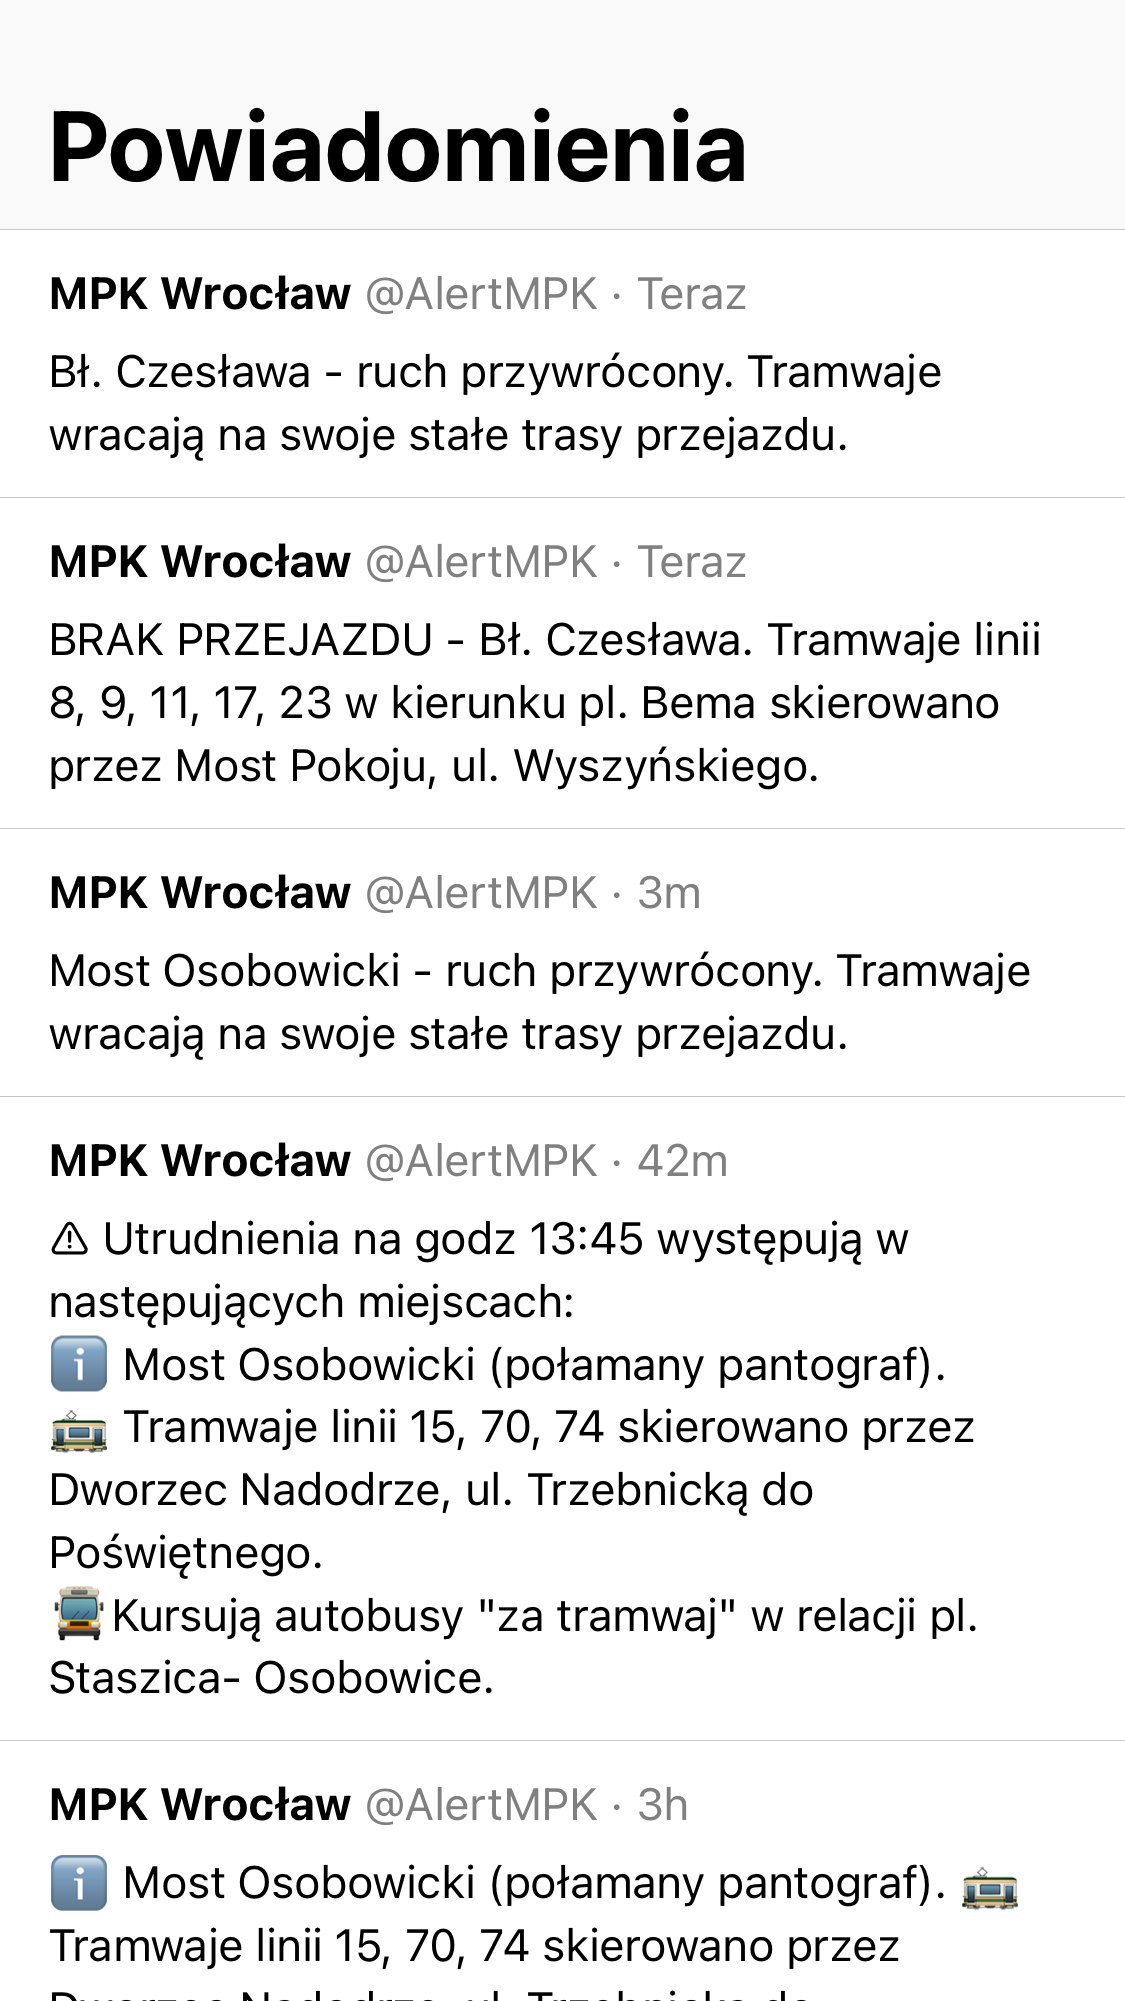 Powiadomienia
MPK Wrocław @AlertMPK · Teraz
Bł. Czesława - ruch przywrócony. Tramwaje
wracają na swoje stałe trasy przejazdu.
MPK Wrocław @AlertMPK · Teraz
BRAK PRZEJAZDU - Bł. Czesława. Tramwaje linii
8, 9, 11, 17, 23 w kierunku pl. Bema skierowano
przez Most Pokoju, ul. Wyszyńskiego.
MPK Wrocław @AlertMPK · 3m
Most Osobowicki - ruch przywrócony. Tramwaje
wracają na swoje stałe trasy przejazdu.
MPK Wrocław @AlertMPK · 42m
⚠ Utrudnienia na godz 13:45 występują w
następujących miejscach:
ℹ️ Most Osobowicki (połamany pantograf).
🚋 Tramwaje linii 15, 70, 74 skierowano przez
Dworzec Nadodrze, ul. Trzebnicką do
Poświętnego.
🚍Kursują autobusy "za tramwaj" w relacji pl.
Staszica- Osobowice.
MPK Wrocław @AlertMPK · 3h
ℹ️ Most Osobowicki (połamany pantograf). 🚋
Tramwaje linii 15, 70, 74 skierowano przez
Dworzec Nadodrze, ul. Trzebnicką do